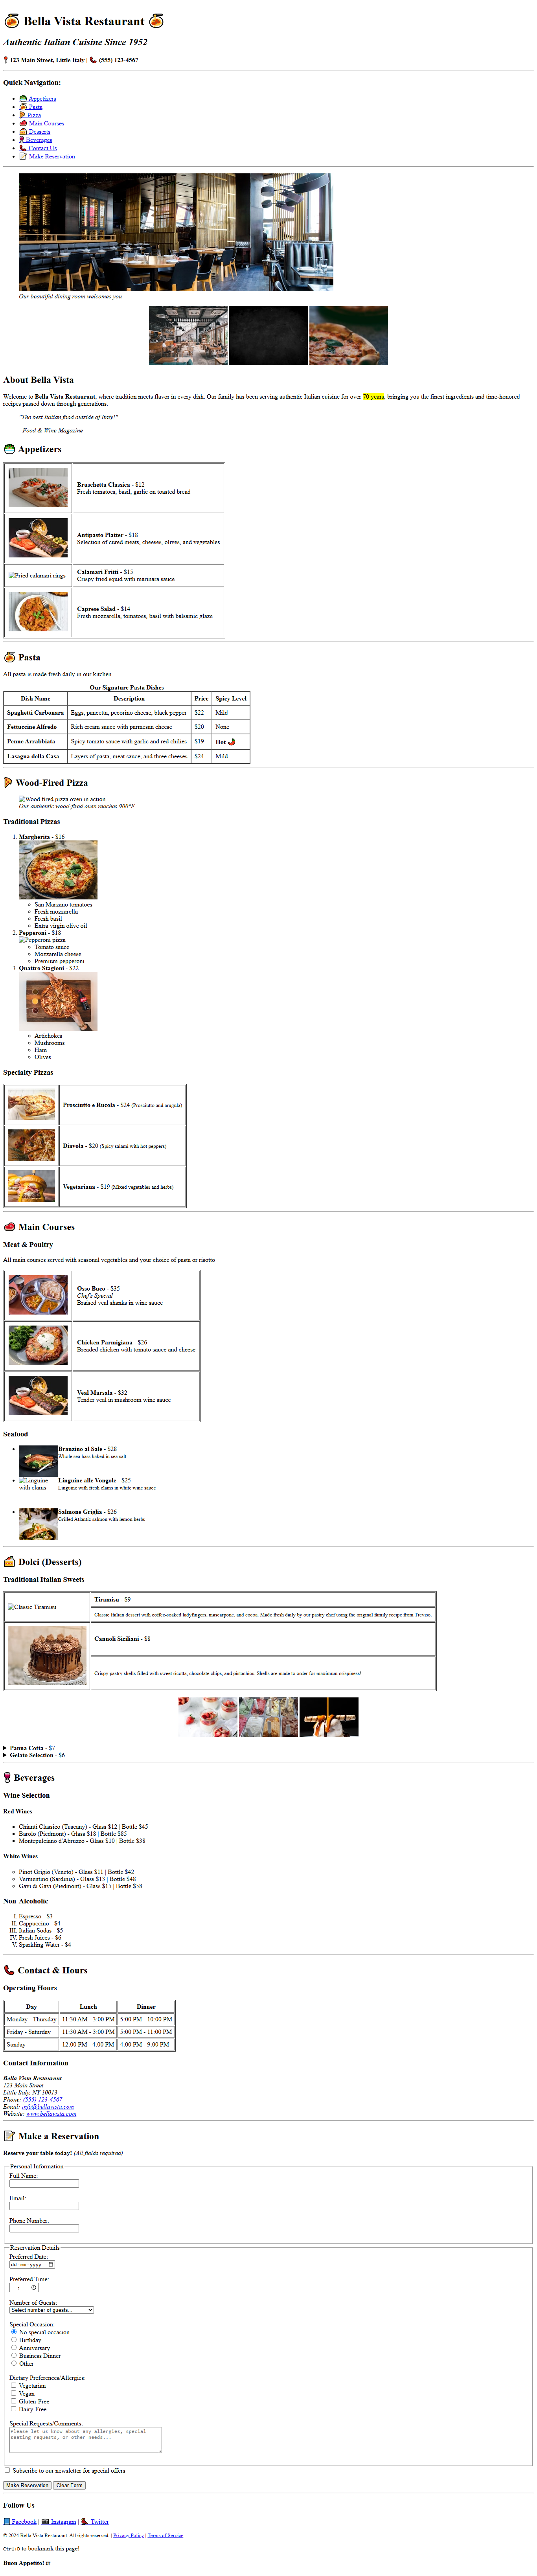 Bella Vista Restaurant
Authentic Italian Cuisine Since 1952
123 Main Street, Little Italy | (555) 123-4567
Quick Navigation:
Appetizers
Pasta
Pizza
Main Courses
Desserts
Beverages
Contact Us
Make Reservation
Our beautiful dining room welcomes you
About Bella Vista
Welcome to Bella Vista Restaurant, where tradition meets flavor in every dish. Our family has been serving authentic Italian cuisine for over 70 years, bringing you the finest ingredients and time-honored
recipes passed down through generations.
"The best Italian food outside of Italy!"
- Food & Wine Magazine
Appetizers
Bruschetta Classica - $12
Fresh tomatoes, basil, garlic on toasted bread
Antipasto Platter - $18
Selection of cured meats, cheeses, olives, and vegetables
Fried calamari rings
Calamari Fritti - $15
Crispy fried squid with marinara sauce
Caprese Salad - $14
Fresh mozzarella, tomatoes, basil with balsamic glaze
Pasta
All pasta is made fresh daily in our kitchen
Our Signature Pasta Dishes
Dish Name Description Price Spicy Level
Spaghetti Carbonara Eggs, pancetta, pecorino cheese, black pepper $22 Mild
Fettuccine Alfredo Rich cream sauce with parmesan cheese $20 None
Penne Arrabbiata Spicy tomato sauce with garlic and red chilies $19 Hot
Lasagna della Casa Layers of pasta, meat sauce, and three cheeses $24 Mild
Wood-Fired Pizza
Wood fired pizza oven in action
Our authentic wood-fired oven reaches 900°F
Traditional Pizzas
1. Margherita - $16
San Marzano tomatoes
Fresh mozzarella
Fresh basil
Extra virgin olive oil
2. Pepperoni - $18
Pepperoni pizza
Tomato sauce
Mozzarella cheese
Premium pepperoni
3. Quattro Stagioni - $22
Artichokes
Mushrooms
Ham
Olives
Specialty Pizzas
Prosciutto e Rucola - $24 (Prosciutto and arugula)
Diavola - $20 (Spicy salami with hot peppers)
Vegetariana - $19 (Mixed vegetables and herbs)
Main Courses
Meat & Poultry
All main courses served with seasonal vegetables and your choice of pasta or risotto
Osso Buco - $35
Chef's Special
Braised veal shanks in wine sauce
Chicken Parmigiana - $26
Breaded chicken with tomato sauce and cheese
Veal Marsala - $32
Tender veal in mushroom wine sauce
Seafood
Branzino al Sale - $28
Whole sea bass baked in sea salt
Linguine with clams
Linguine alle Vongole - $25
Linguine with fresh clams in white wine sauce
Salmone Griglia - $26
Grilled Atlantic salmon with lemon herbs
Dolci (Desserts)
Traditional Italian Sweets
Classic Tiramisu
Tiramisu - $9
Classic Italian dessert with coffee-soaked ladyfingers, mascarpone, and cocoa. Made fresh daily by our pastry chef using the original family recipe from Treviso.
Cannoli Siciliani - $8
Crispy pastry shells filled with sweet ricotta, chocolate chips, and pistachios. Shells are made to order for maximum crispiness!
Panna Cotta - $7
Gelato Selection - $6
Beverages
Wine Selection
Red Wines
Chianti Classico (Tuscany) - Glass $12 | Bottle $45
Barolo (Piedmont) - Glass $18 | Bottle $85
Montepulciano d'Abruzzo - Glass $10 | Bottle $38
White Wines
Pinot Grigio (Veneto) - Glass $11 | Bottle $42
Vermentino (Sardinia) - Glass $13 | Bottle $48
Gavi di Gavi (Piedmont) - Glass $15 | Bottle $58
Non-Alcoholic
I. Espresso - $3
II. Cappuccino - $4
III. Italian Sodas - $5
IV. Fresh Juices - $6
V. Sparkling Water - $4
Contact & Hours
Operating Hours
Day Lunch Dinner
Monday - Thursday 11:30 AM - 3:00 PM 5:00 PM - 10:00 PM
Friday - Saturday 11:30 AM - 3:00 PM 5:00 PM - 11:00 PM
Sunday 12:00 PM - 4:00 PM 4:00 PM - 9:00 PM
Contact Information
Bella Vista Restaurant
123 Main Street
Little Italy, NY 10013
Phone: (555) 123-4567
Email: info@bellavista.com
Website: www.bellavista.com
Make a Reservation
Reserve your table today! (All fields required)
Personal Information
Full Name:
Email:
Phone Number:
Reservation Details
Preferred Date:
dd-mm-yyyy
Preferred Time:
--:--
Number of Guests:
Select number of guests...
Special Occasion:
No special occasion
Birthday
Anniversary
Business Dinner
Other
Dietary Preferences/Allergies:
Vegetarian
Vegan
Gluten-Free
Dairy-Free
Special Requests/Comments:
Please let us know about any allergies, special
seating requests, or other needs...
Subscribe to our newsletter for special offers
Make Reservation Clear Form
Follow Us
Facebook | Instagram | Twitter
© 2024 Bella Vista Restaurant. All rights reserved. | Privacy Policy | Terms of Service
Ctrl+D to bookmark this page!
Buon Appetito!